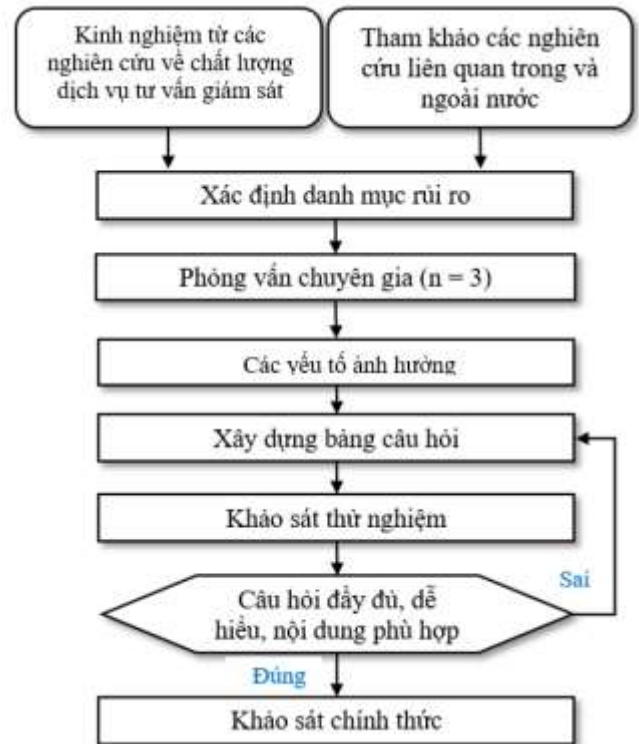 Kinh nghiệm từ các
nghiên cứu về chất lượng
dịch vụ tư vấn giám sát
Tham khảo các nghiên
cứu liên quan trong và
ngoài nước
Xác định danh mục rủi ro
Phỏng vấn chuyên gia (n = 3)
Các yếu tố ảnh hưởng
Xây dựng bảng câu hỏi
Khảo sát thử nghiệm
Câu hỏi đầy đủ, dễ
hiểu, nội dung phù hợp
Sai
Đúng
Khảo sát chính thức